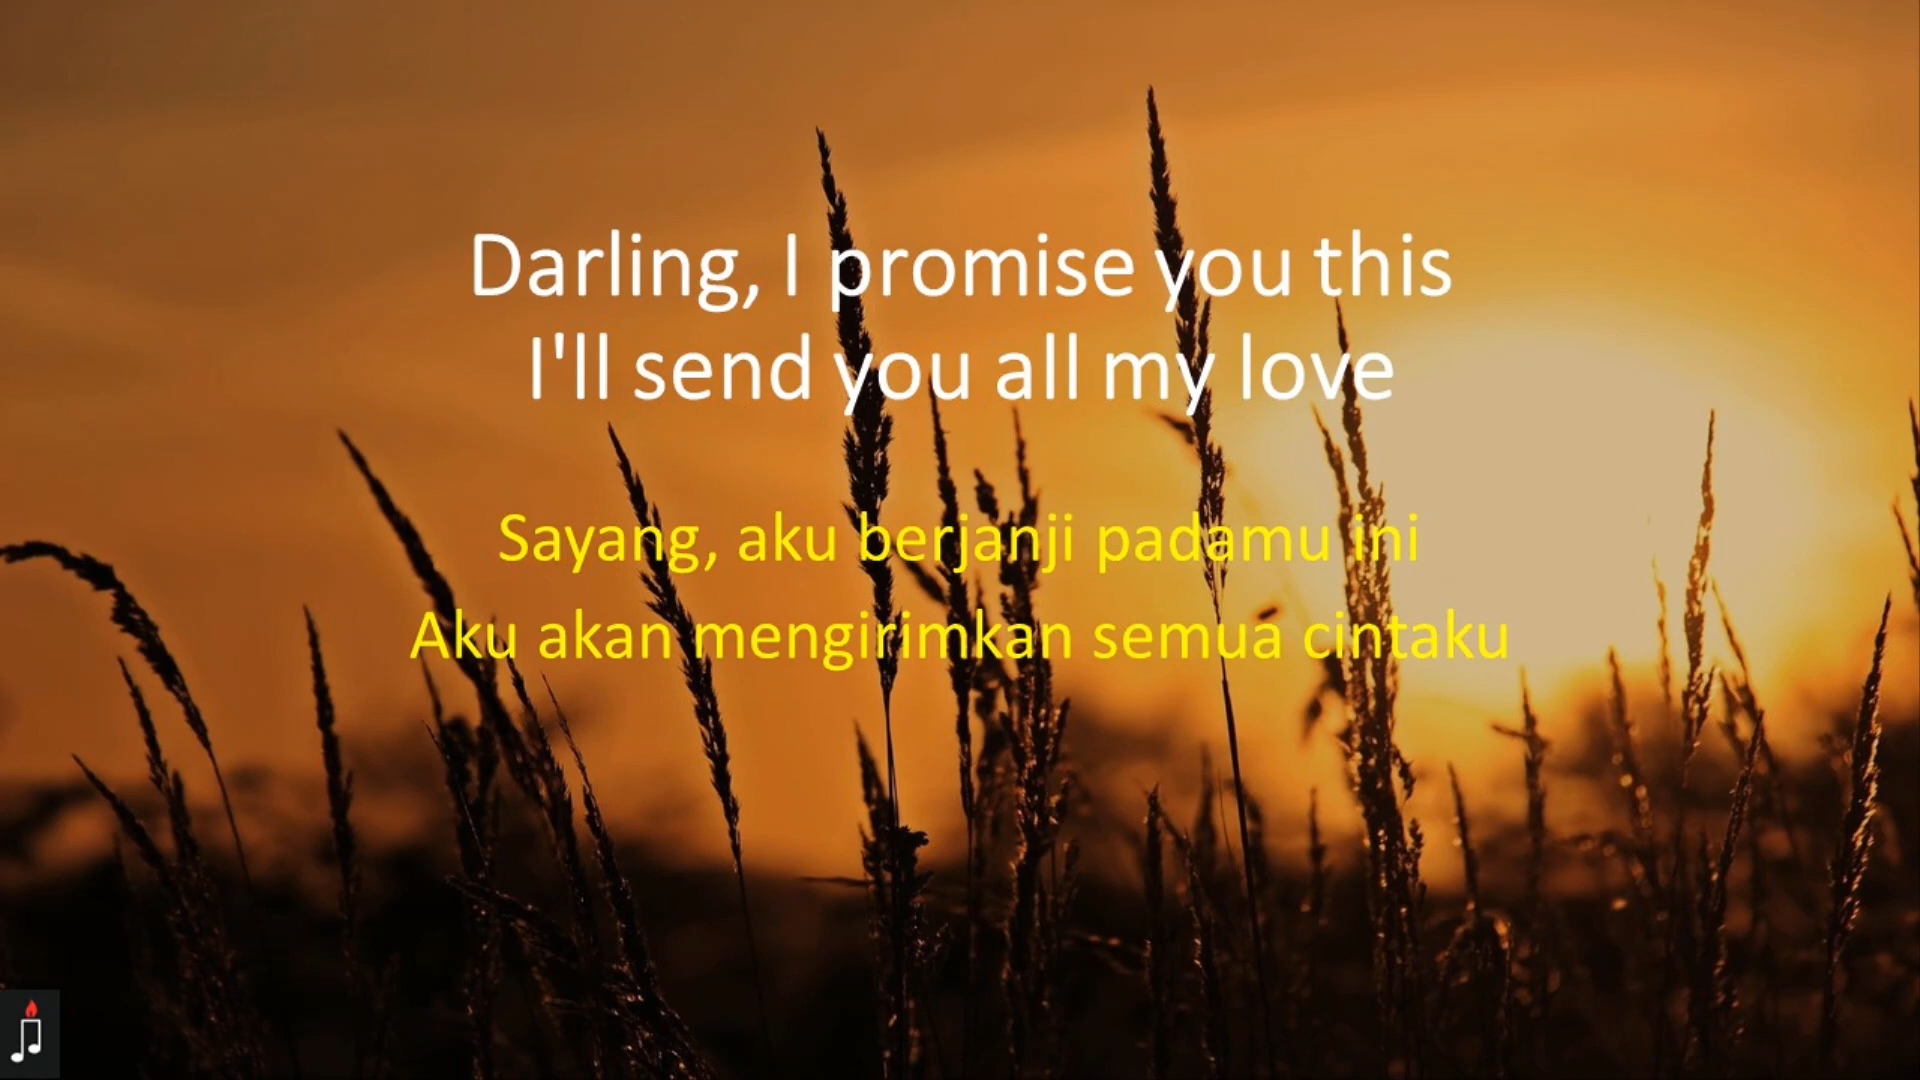 Darling, I promise you this
I'll send you all my love
Sayang, aku berjanji padamu ini
Aku akan mengirimkan semua cintaku